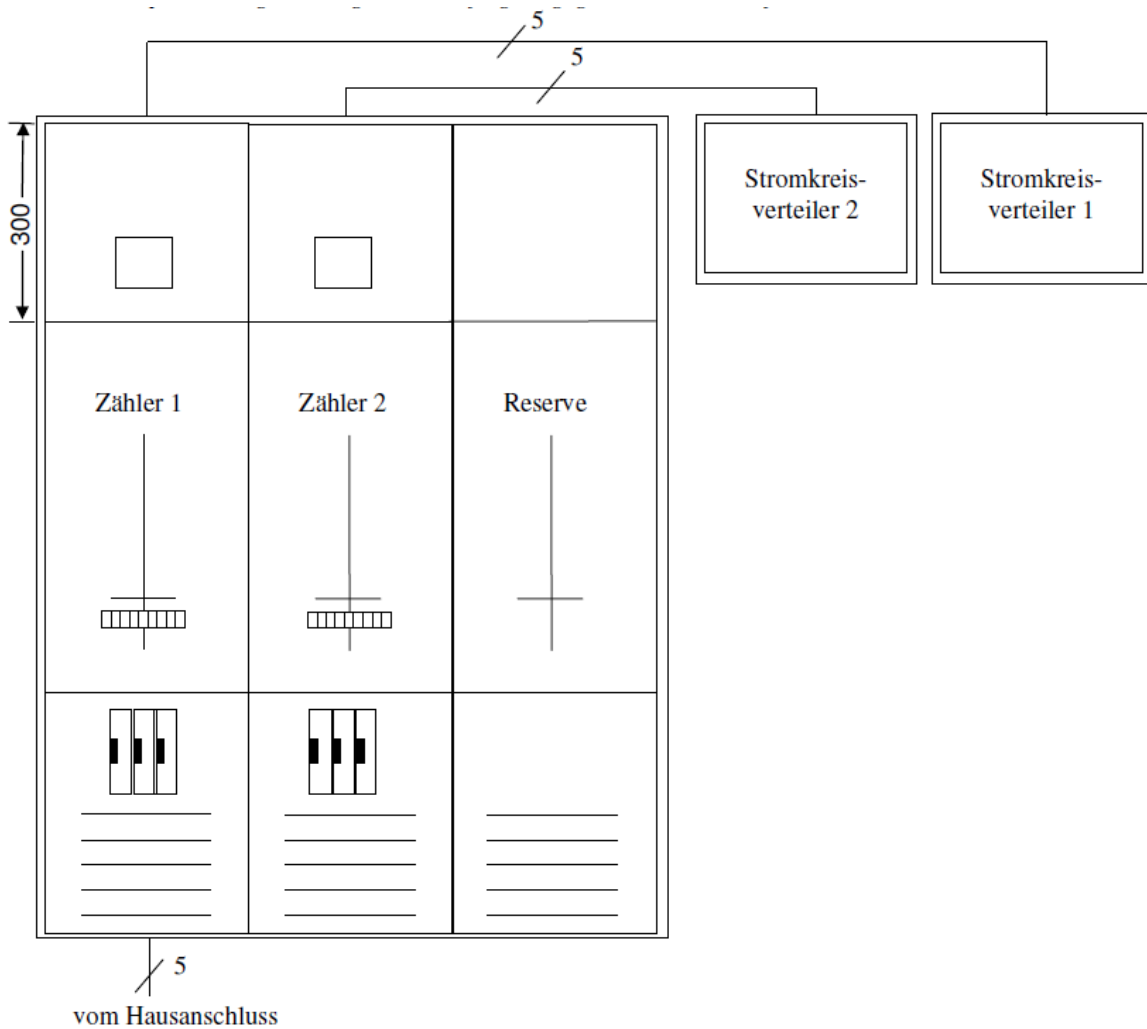 5
5
Stromkreis-
verteiler 2
Stromkreis-
verteiler 1
300
Zähler 1
Zähler 2
Reserve
5
vom Hausanschluss